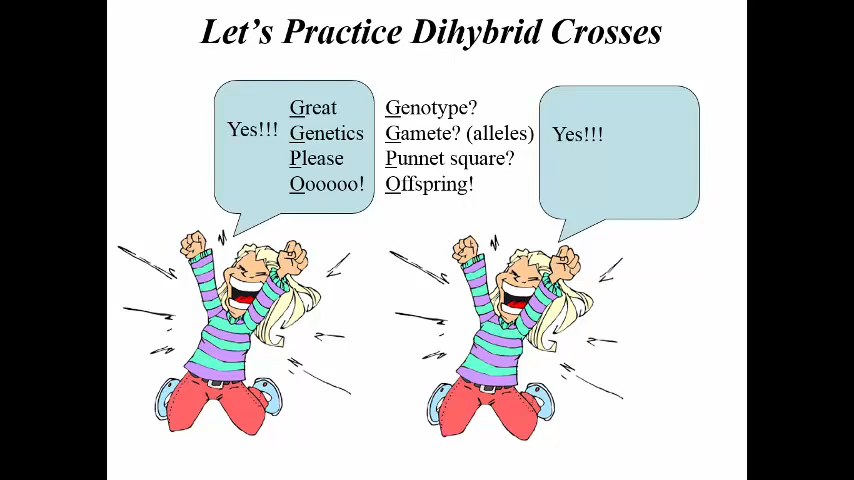 Let's Practice Dihybrid Crosses
Yes!!!
Great
Genetics
Please
Oooooo!
Genotype?
Gamete? (alleles)
Punnet square?
Offspring!
Yes!!!